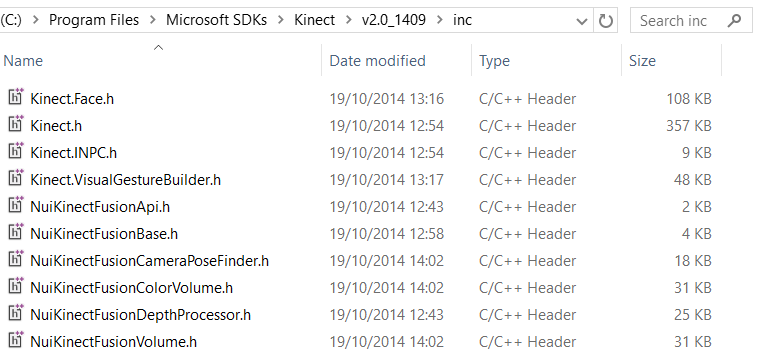 (C:) > Program Files > Microsoft SDKs > Kinect > v2.0_1409 > inc Search inc
Name Date modified Type Size
Kinect.Face.h 19/10/2014 13:16 C/C++ Header 108 KB
Kinect.h 19/10/2014 12:54 C/C++ Header 357 KB
Kinect.INPC.h 19/10/2014 12:54 C/C++ Header 9 KB
Kinect.VisualGestureBuilder.h 19/10/2014 13:17 C/C++ Header 48 KB
NuiKinectFusionApi.h 19/10/2014 12:43 C/C++ Header 2 KB
NuiKinectFusionBase.h 19/10/2014 12:58 C/C++ Header 4 KB
NuiKinectFusionCameraPoseFinder.h 19/10/2014 14:02 C/C++ Header 18 KB
NuiKinectFusionColorVolume.h 19/10/2014 14:02 C/C++ Header 31 KB
NuiKinectFusionDepthProcessor.h 19/10/2014 12:43 C/C++ Header 25 KB
NuiKinectFusionVolume.h 19/10/2014 14:02 C/C++ Header 31 KB